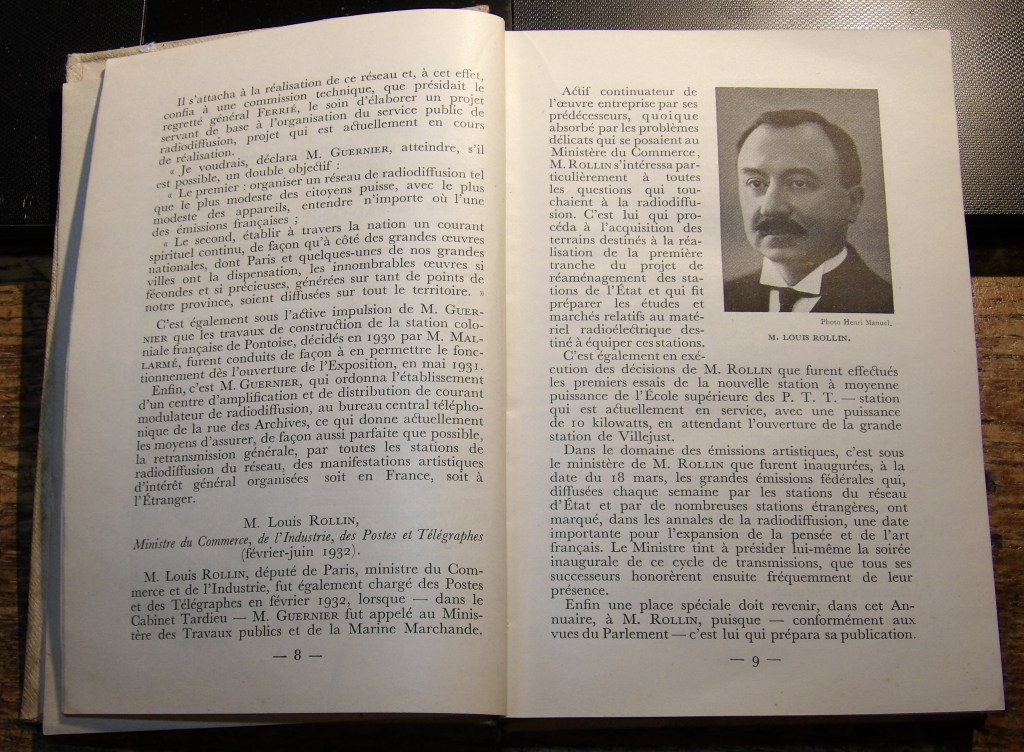 Il s'attacha à la réalisation de ce réseau et, à cet effet,
confia à une commission technique, que présidait le
regretté général FERRIÉ, le soin d'élaborer un projet
servant de base à l'organisation du service public de
radiodiffusion, projet qui est actuellement en cours
de réalisation.
« Je voudrais, déclara M. GUERNIER, atteindre, s'il
est possible, un double objectif :
« Le premier : organiser un réseau de radiodiffusion tel
que le plus modeste des citoyens puisse, avec le plus
modeste des appareils, entendre n'importe où l'une
des émissions françaises ;
« Le second, établir à travers la nation un courant
spirituel continu, de façon qu'à côté des grandes œuvres
nationales, dont Paris et quelques-unes de nos grandes
villes ont la dispensation, les innombrables œuvres si
fécondes et si précieuses, générées sur tant de points de
notre province, soient diffusées sur tout le territoire. »
C'est également sous l'active impulsion de M. GUER-
NIER que les travaux de construction de la station colo-
niale française de Pontoise, décidés en 1930 par M. MAL-
LARMÉ, furent conduits de façon à en permettre le fonc-
tionnement dès l'ouverture de l'Exposition, en mai 1931.
Enfin, c'est M. GUERNIER, qui ordonna l'établissement
d'un centre d'amplification et de distribution de courant
modulateur de radiodiffusion, au bureau central télépho-
nique de la rue des Archives, ce qui donne actuellement
les moyens d'assurer, de façon aussi parfaite que possible,
la retransmission générale, par toutes les stations de
radiodiffusion du réseau, des manifestations artistiques
d'intérêt général organisées soit en France, soit à
l'Étranger.
M. Louis ROLLIN,
Ministre du Commerce, de l'Industrie, des Postes et Télégraphes
(février-juin 1932).
M. Louis ROLLIN, député de Paris, ministre du Com-
merce et de l'Industrie, fut également chargé des Postes
et des Télégraphes en février 1932, lorsque — dans le
Cabinet Tardieu — M. GUERNIER fut appelé au Minis-
tère des Travaux publics et de la Marine Marchande.
— 8 —
Actif continuateur de
l'œuvre entreprise par ses
prédécesseurs, quoique
absorbé par les problèmes
délicats qui se posaient au
Ministère du Commerce,
M. ROLLIN s'intéressa par-
ticulièrement à toutes
les questions qui tou-
chaient à la radiodiffu-
sion. C'est lui qui pro-
céda à l'acquisition des
terrains destinés à la réa-
lisation de la première
tranche du projet de
réaménagement des sta-
tions de l'État et qui fit
préparer les études et
marchés relatifs au maté-
riel radioélectrique des-
tiné à équiper ces stations.
C'est également en exé-
cution des décisions de M. ROLLIN que furent effectués
les premiers essais de la nouvelle station à moyenne
puissance de l'École supérieure des P. T. T. — station
qui est actuellement en service, avec une puissance
de 10 kilowatts, en attendant l'ouverture de la grande
station de Villejust.
Dans le domaine des émissions artistiques, c'est sous
le ministère de M. ROLLIN que furent inaugurées, à la
date du 18 mars, les grandes émissions fédérales qui,
diffusées chaque semaine par les stations du réseau
d'État et par de nombreuses stations étrangères, ont
marqué, dans les annales de la radiodiffusion, une date
importante pour l'expansion de la pensée et de l'art
français. Le Ministre tint à présider lui-même la soirée
inaugurale de ce cycle de transmissions, que tous ses
successeurs honorèrent ensuite fréquemment de leur
présence.
Enfin une place spéciale doit revenir, dans cet An-
nuaire, à M. ROLLIN, puisque — conformément aux
vues du Parlement — c'est lui qui prépara sa publication.
Photo Henri Manuel.
M. LOUIS ROLLIN.
— 9 —